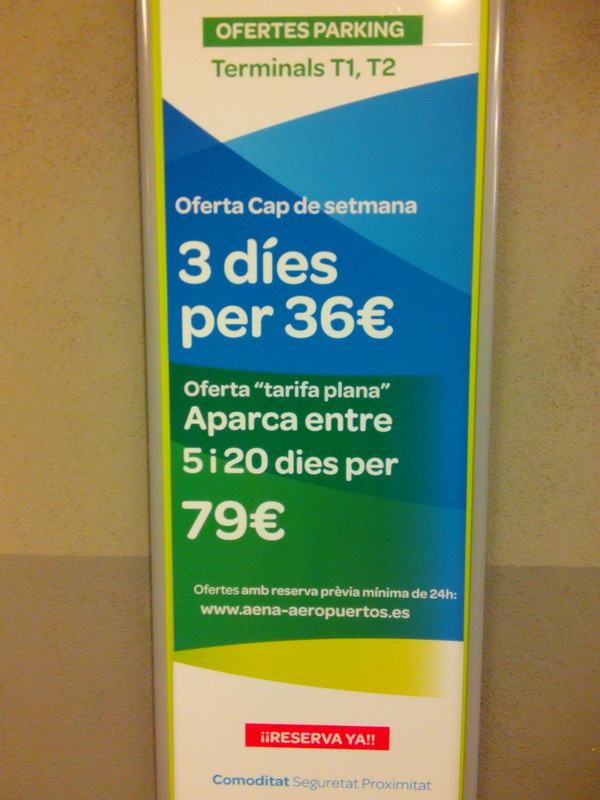 OFERTES PARKING
Terminals T1, T2
Oferta Cap de setmana
3 díes
per 36€
Oferta “tarifa plana”
Aparca entre
5 i 20 dies per
79€
Ofertes amb reserva prèvia mínima de 24h:
www.aena-aeropuertos.es
¡¡RESERVA YA!!
Comoditat Seguretat Proximitat